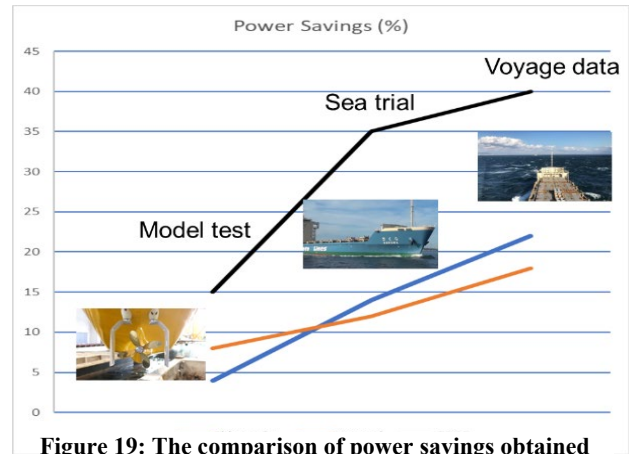 Power Savings (%)
45
Voyage data
40
Sea trial
35
30
25
Model test
20
15
10
5
0
Figure 19: The comparison of power savings obtained